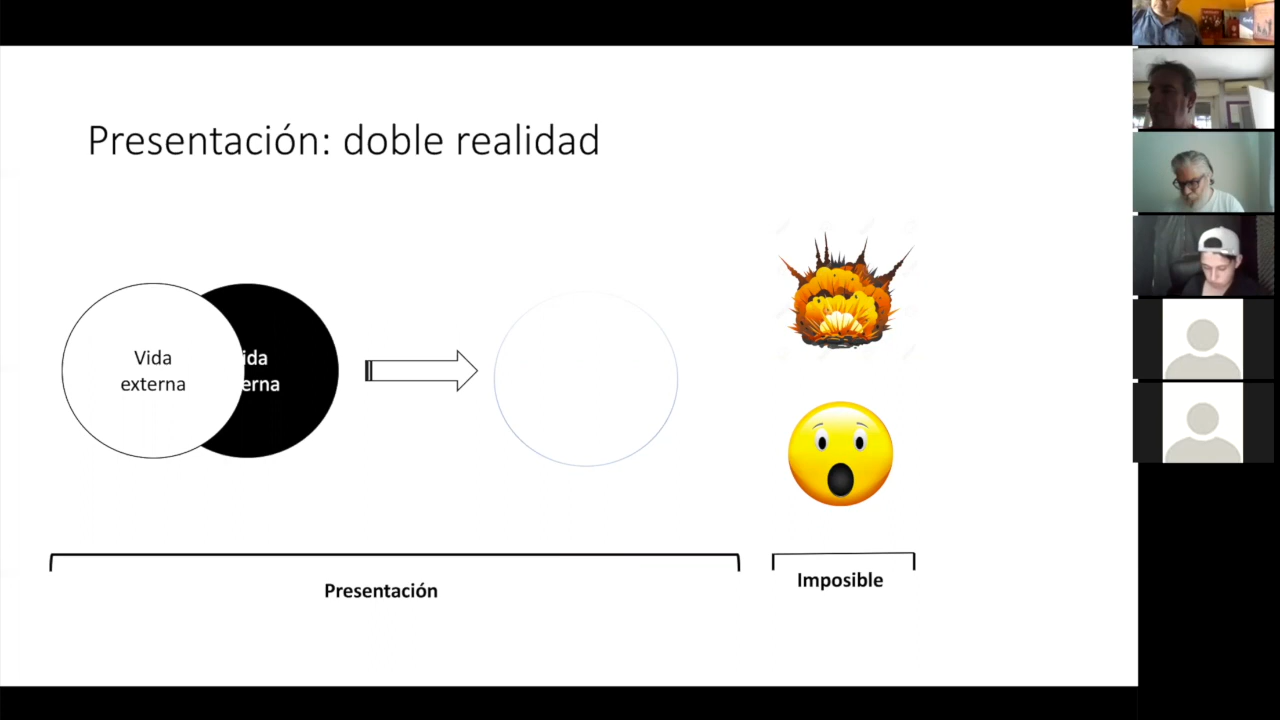 Presentación: doble realidad
Vida
externa
ida
erna
Presentación
Imposible